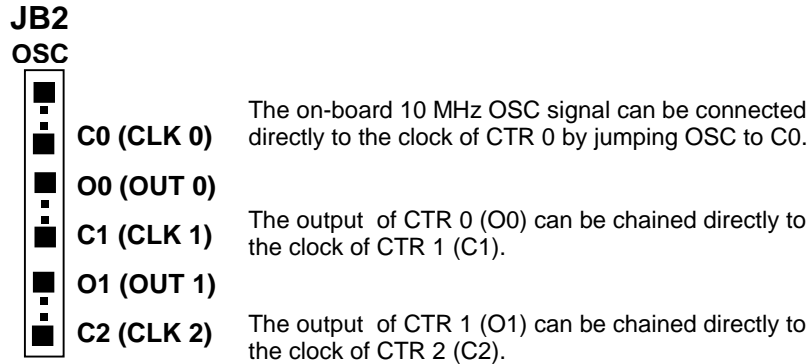 JB2
OSC
C0 (CLK 0)
The on-board 10 MHz OSC signal can be connected
directly to the clock of CTR 0 by jumping OSC to C0.
O0 (OUT 0)
C1 (CLK 1)
The output of CTR 0 (O0) can be chained directly to
the clock of CTR 1 (C1).
O1 (OUT 1)
C2 (CLK 2)
The output of CTR 1 (O1) can be chained directly to
the clock of CTR 2 (C2).